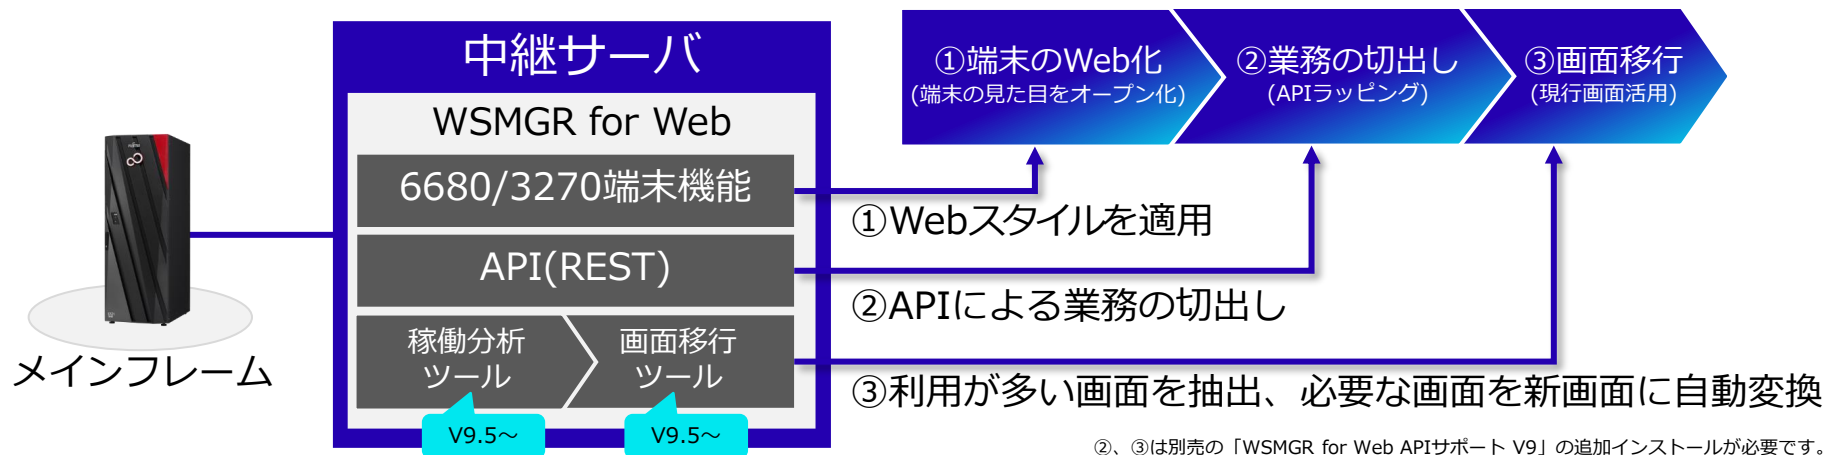 中継サーバ
WSMGR for Web
6680/3270端末機能
API(REST)
稼働分析
ツール
画面移行
ツール
V9.5～
V9.5～
メインフレーム
①端末のWeb化
(端末の見た目をオープン化)
②業務の切出し
(APIラッピング)
③画面移行
(現行画面活用)
①Webスタイルを適用
②APIによる業務の切出し
③利用が多い画面を抽出、必要な画面を新画面に自動変換
②、③は別売の「WSMGR for Web APIサポート V9」の追加インストールが必要です。